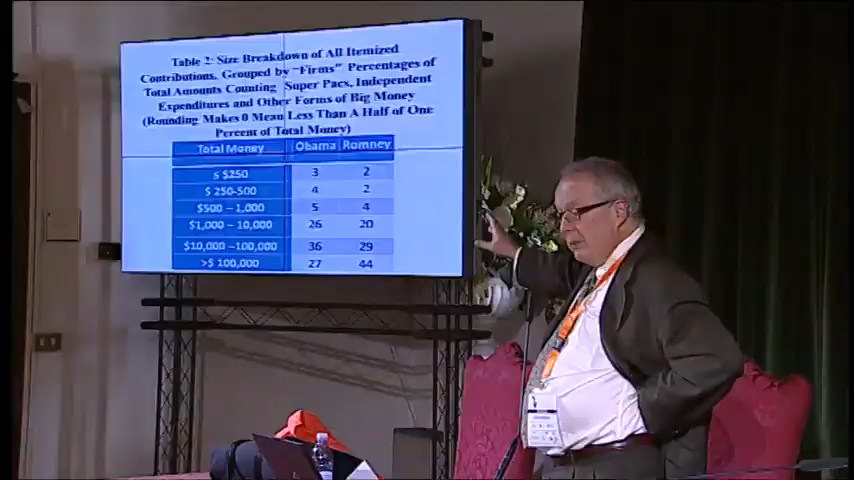 Table 2: Size Breakdown of All Itemized
Contributions, Grouped by "Firms" Percentages of
Total Amounts Counting Super Pacs, Independent
Expenditures and Other Forms of Big Money
(Rounding Makes 0 Mean Less Than A Half of One
Percent of Total Money)
Total Money Obama Romney
≤ $250 3 2
$ 250-500 4 2
$500 – 1,000 5 4
$1,000 – 10,000 26 20
$10,000 –100,000 36 29
>$ 100,000 27 44